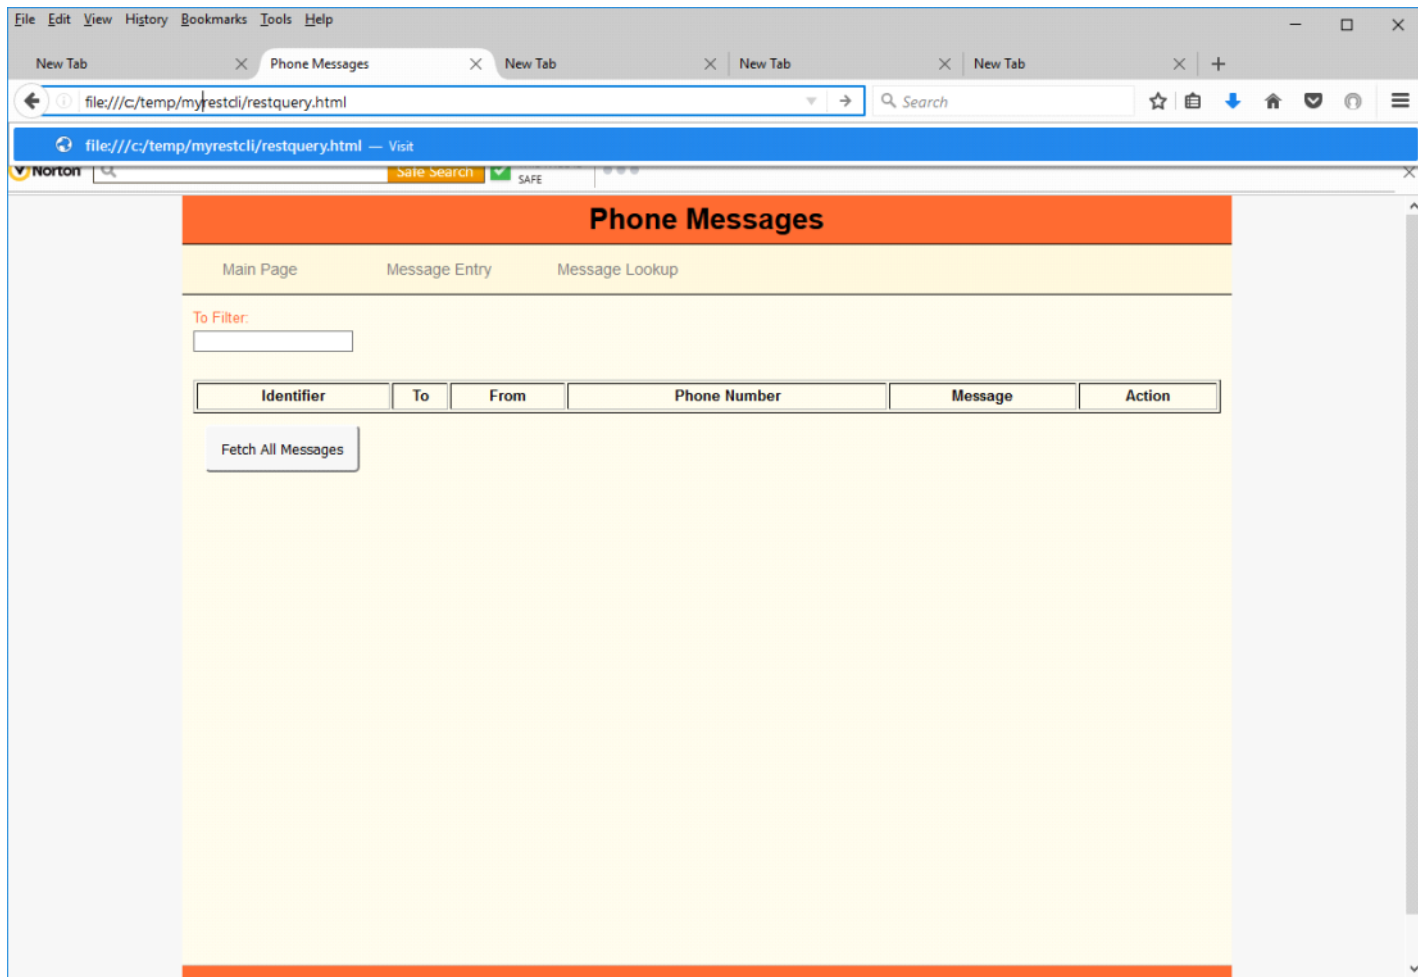 File Edit View History Bookmarks Tools Help
New Tab Phone Messages New Tab New Tab New Tab
file:///c:/temp/myrestcli/restquery.html Search
file:///c:/temp/myrestcli/restquery.html — Visit
Norton Safe Search SAFE
Phone Messages
Main Page Message Entry Message Lookup
To Filter:
Identifier To From Phone Number Message Action
Fetch All Messages